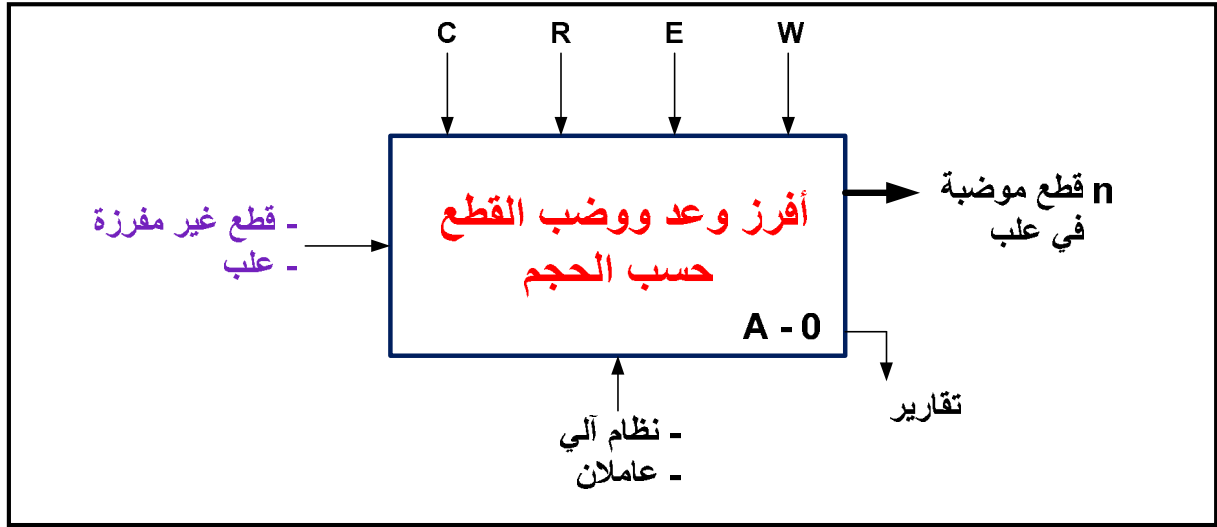 C R E W
أفرز وعد ووضب القطع
حسب الحجم
A - 0
- قطع غير مفرزة
- علب
n قطع موضبة
في علب
تقارير
- نظام آلي
- عاملان